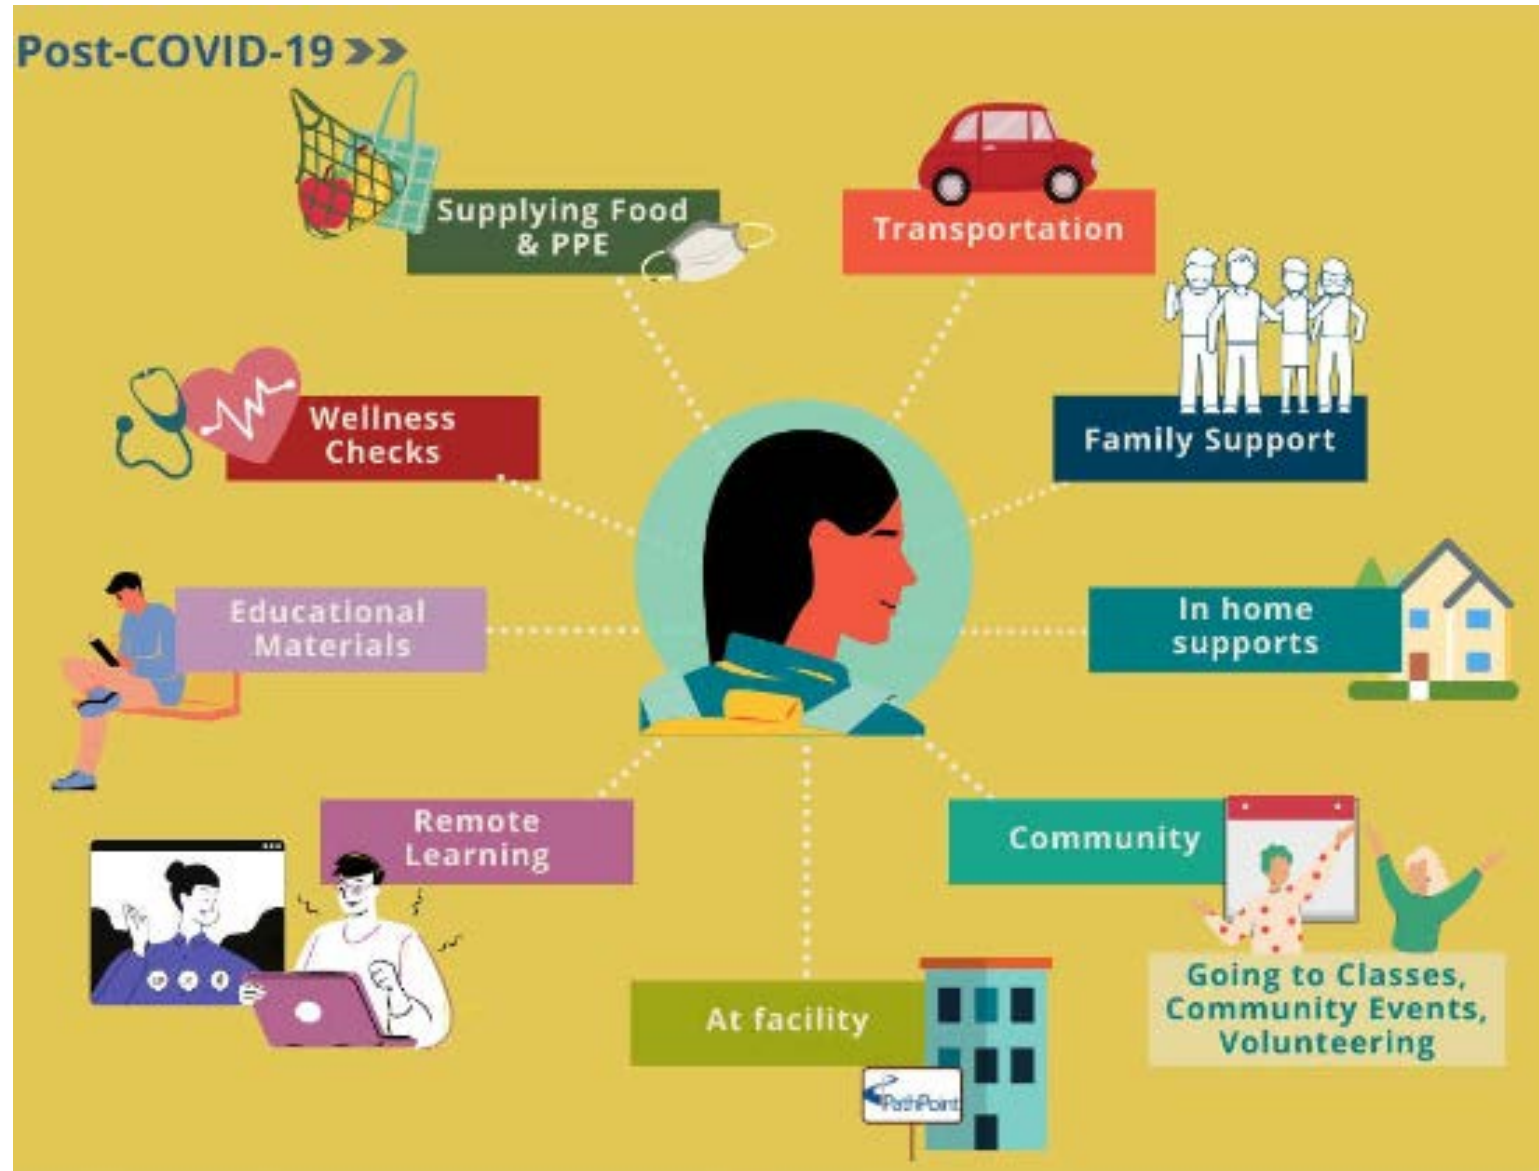 Post-COVID-19
Supplying Food
& PPE
Transportation
Wellness
Checks
Family Support
Educational
Materials
In home
supports
Remote
Learning
Community
At facility
PathPoint
Going to Classes,
Community Events,
Volunteering